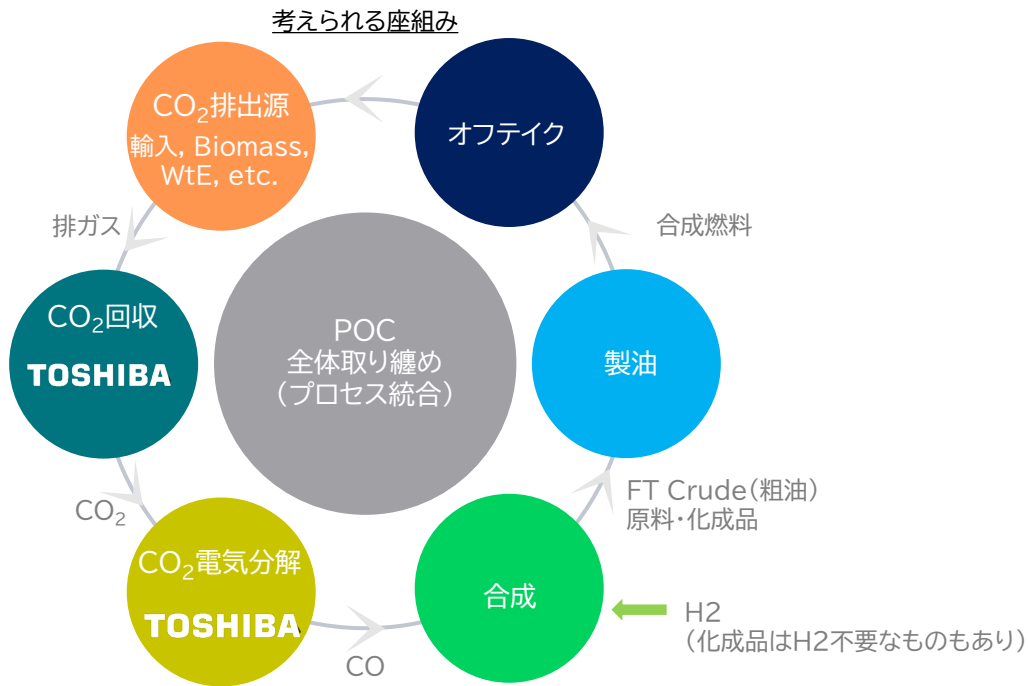 考えられる座組み
CO₂排出源
輸入, Biomass,
WtE, etc.
オフテイク
排ガス
合成燃料
CO₂回収
TOSHIBA
POC
全体取り纏め
（プロセス統合）
製油
CO₂
FT Crude（粗油）
原料・化成品
CO₂電気分解
TOSHIBA
合成
CO
H2
（化成品はH2不要なものもあり）